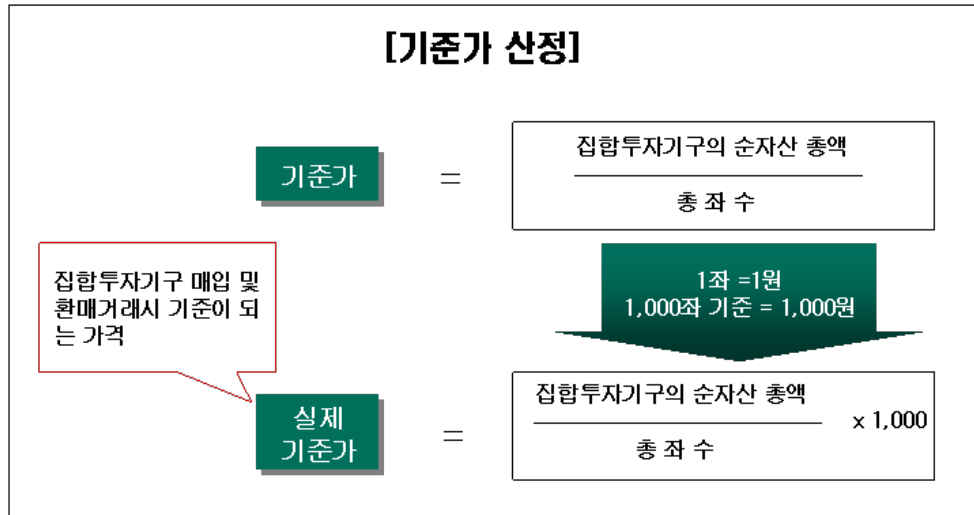 [기준가 산정]
기준가
=
집합투자기구의 순자산 총액
총 좌 수
집합투자기구 매입 및
환매거래시 기준이 되
는 가격
1좌 =1원
1,000좌 기준 = 1,000원
실제
기준가
=
집합투자기구의 순자산 총액
총 좌 수
x 1,000